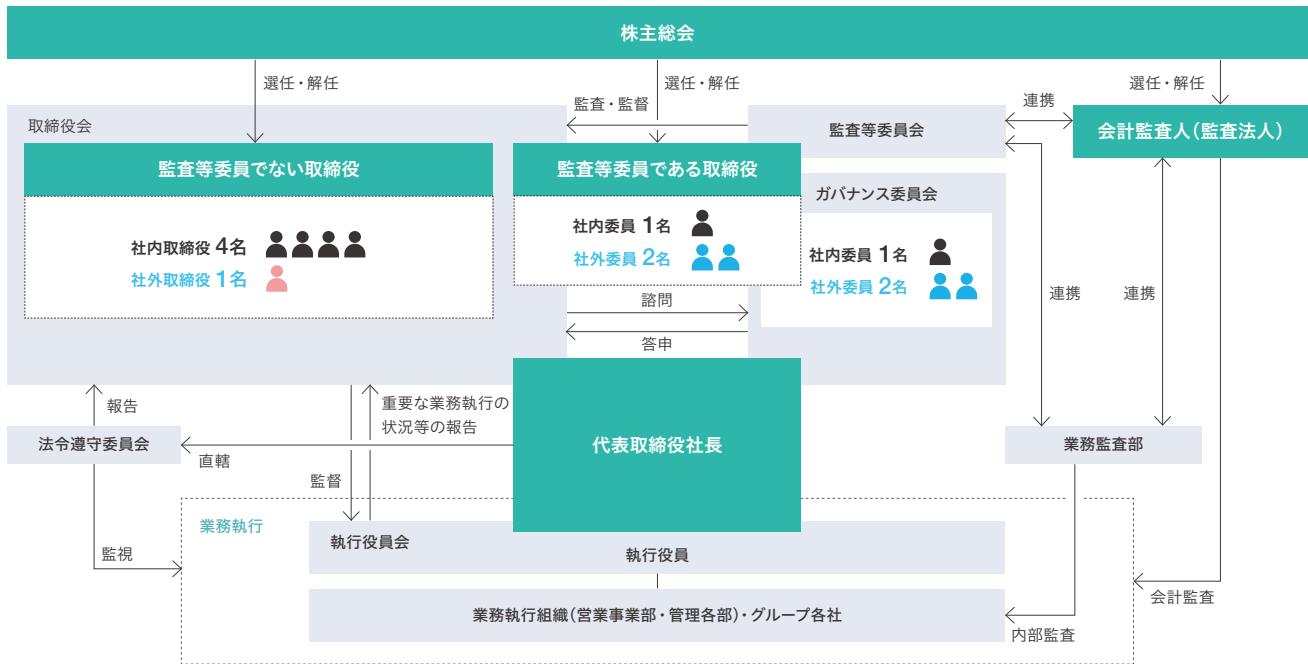 株主総会
選任・解任
選任・解任
選任・解任
監査・監督
連携
取締役会
監査等委員会
会計監査人(監査法人)
監査等委員でない取締役
監査等委員である取締役
ガバナンス委員会
社内取締役 4名
社外取締役 1名
社内委員 1名
社外委員 2名
社内委員 1名
社外委員 2名
諮問
答申
連携
連携
報告
重要な業務執行の
状況等の報告
法令遵守委員会
直轄
代表取締役社長
業務監査部
監督
業務執行
執行役員会
執行役員
監視
会計監査
業務執行組織(営業事業部・管理各部)・グループ各社
内部監査